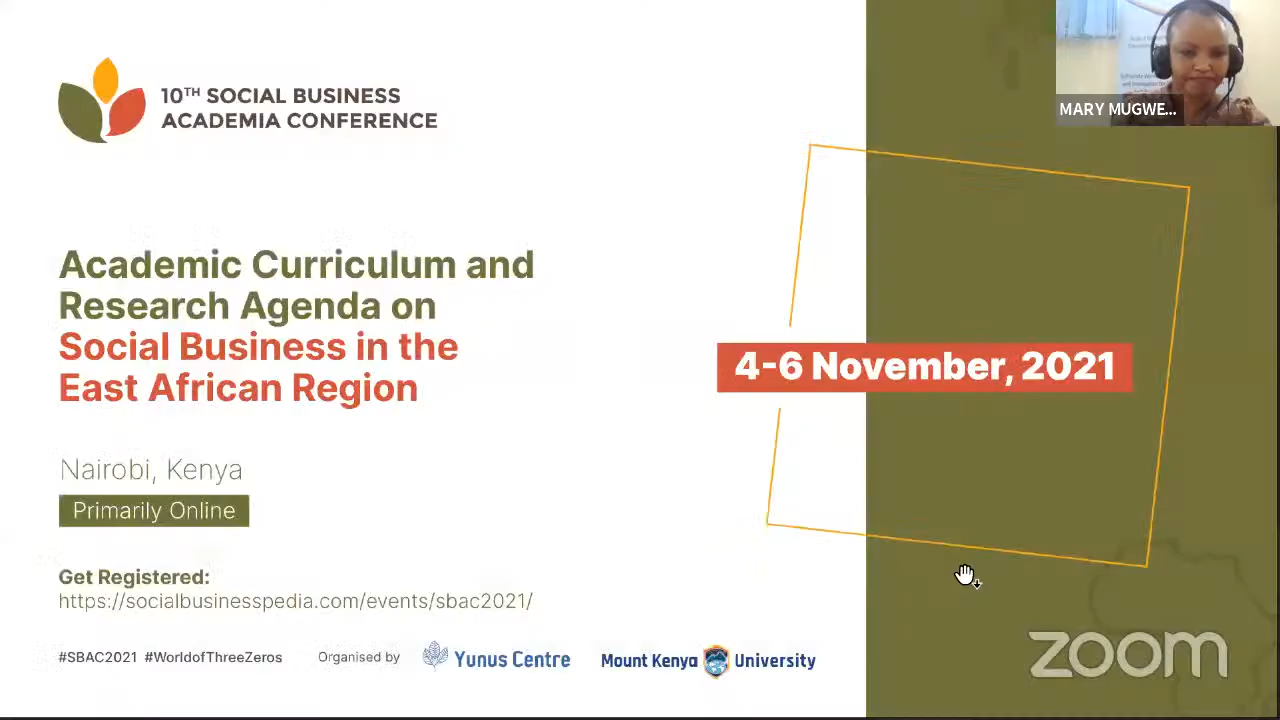 10TH SOCIAL BUSINESS
ACADEMIA CONFERENCE
Academic Curriculum and
Research Agenda on
Social Business in the
East African Region
Nairobi, Kenya
Primarily Online
Get Registered:
https://socialbusinesspedia.com/events/sbac2021/
#SBAC2021 #WorldofThreeZeros
Organised by
Yunus Centre
Mount Kenya University
4-6 November, 2021
MARY MUGWE...
zoom